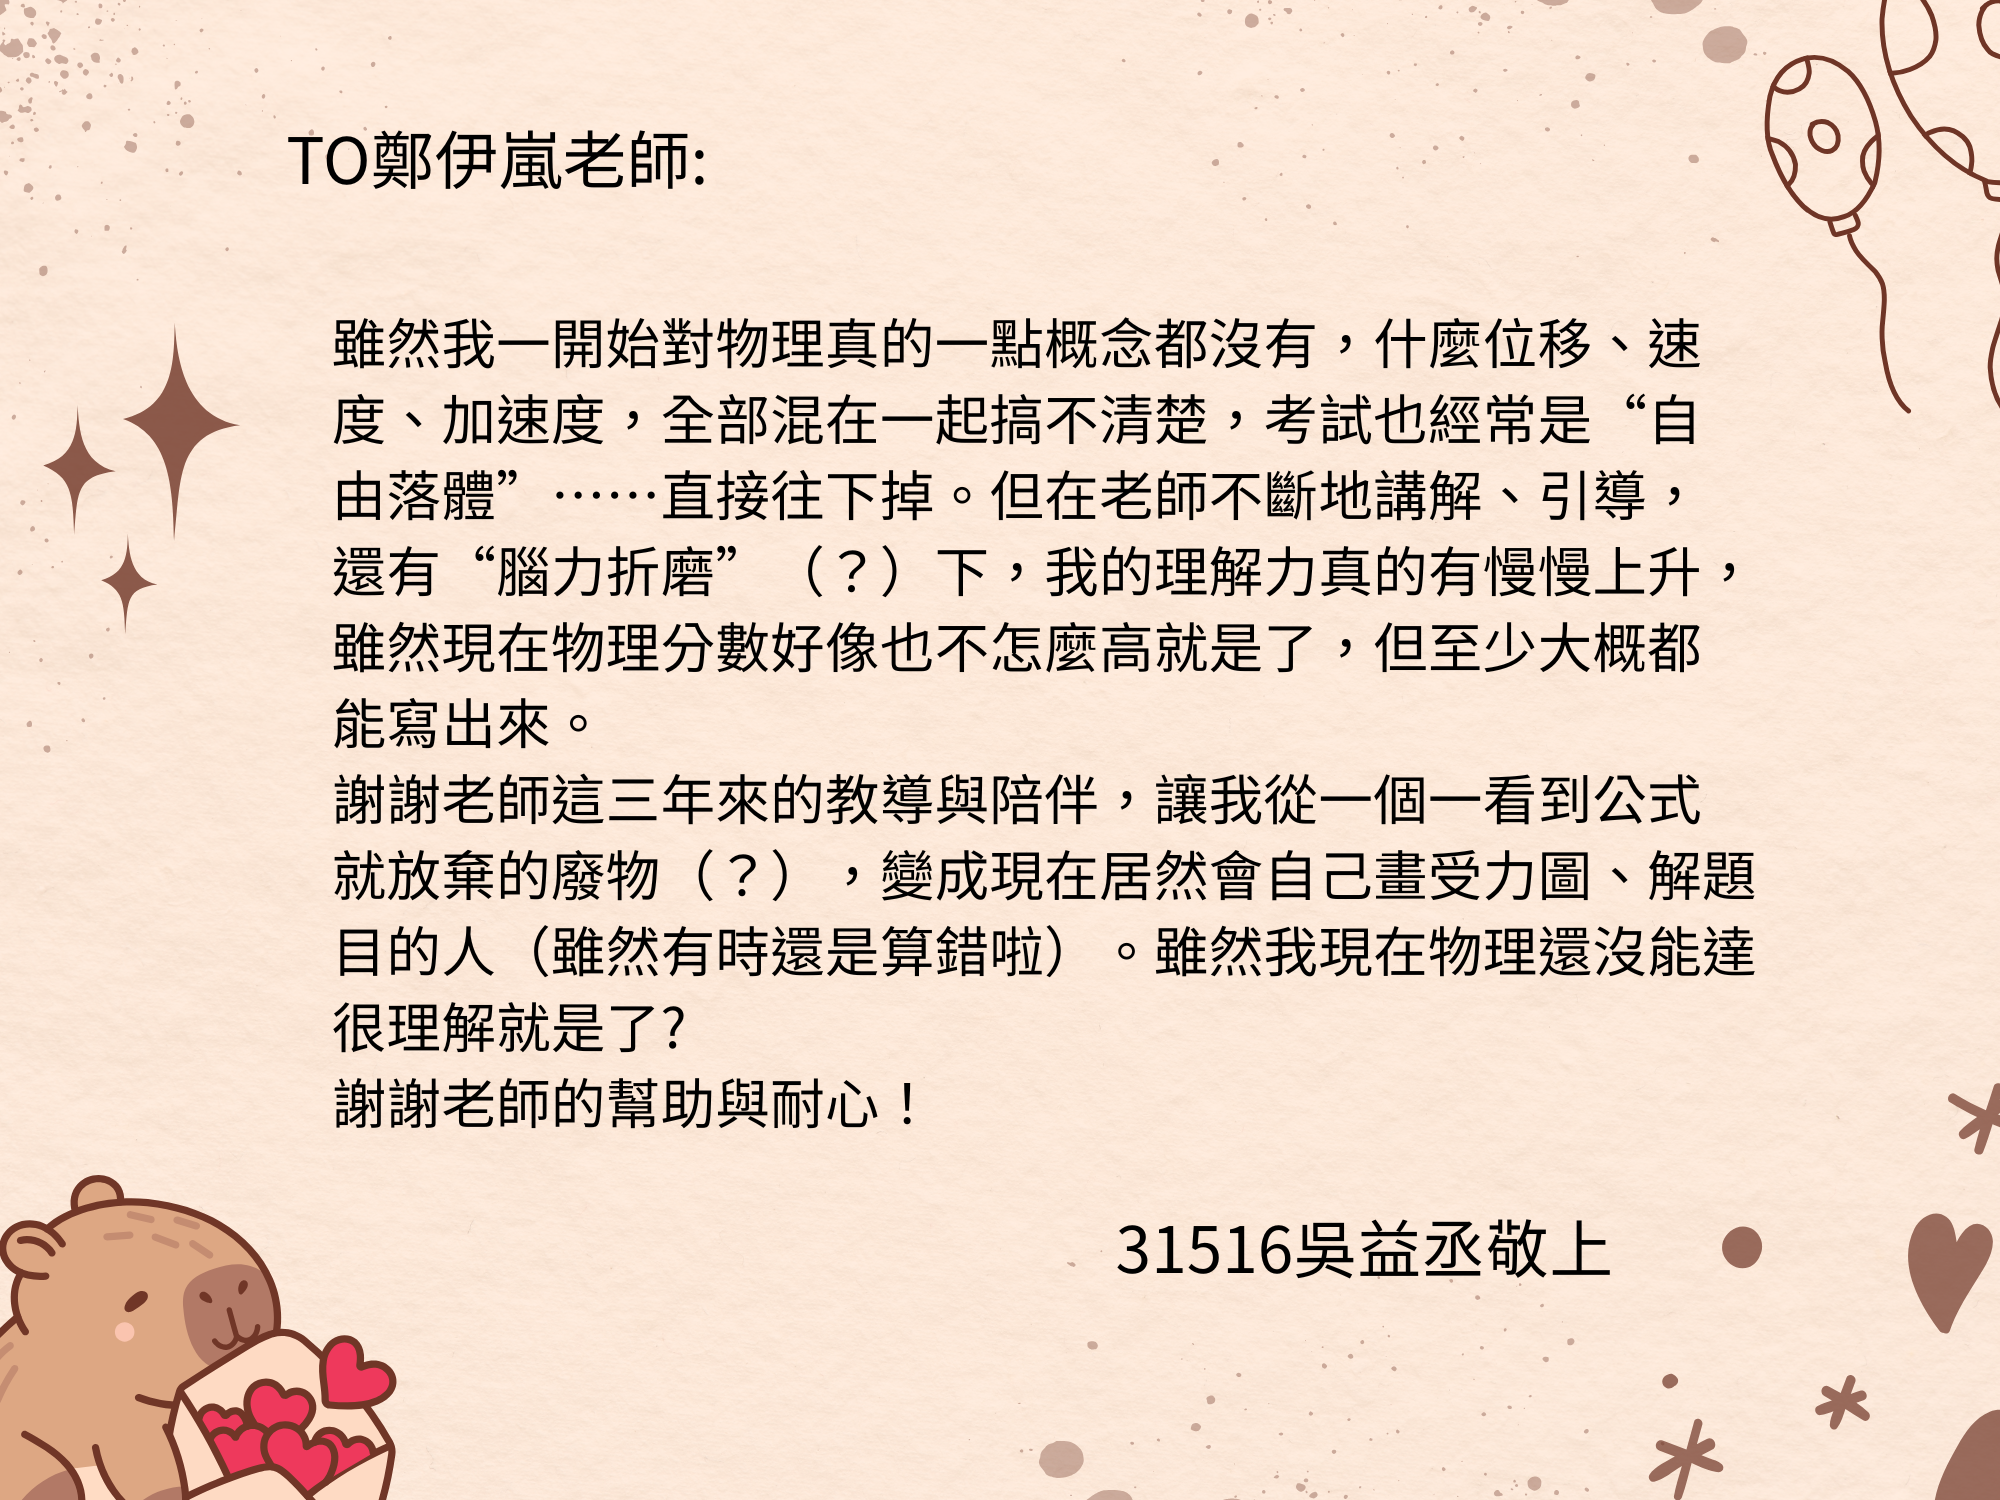 TO鄭伊嵐老師:
雖然我一開始對物理真的一點概念都沒有，什麼位移、速
度、加速度，全部混在一起搞不清楚，考試也經常是“自
由落體”……直接往下掉。但在老師不斷地講解、引導，
還有“腦力折磨”（？）下，我的理解力真的有慢慢上升，
雖然現在物理分數好像也不怎麼高就是了，但至少大概都
能寫出來。
謝謝老師這三年來的教導與陪伴，讓我從一個一看到公式
就放棄的廢物（？），變成現在居然會自己畫受力圖、解題
目的人（雖然有時還是算錯啦）。雖然我現在物理還沒能達
很理解就是了?
謝謝老師的幫助與耐心！
31516吳益丞敬上